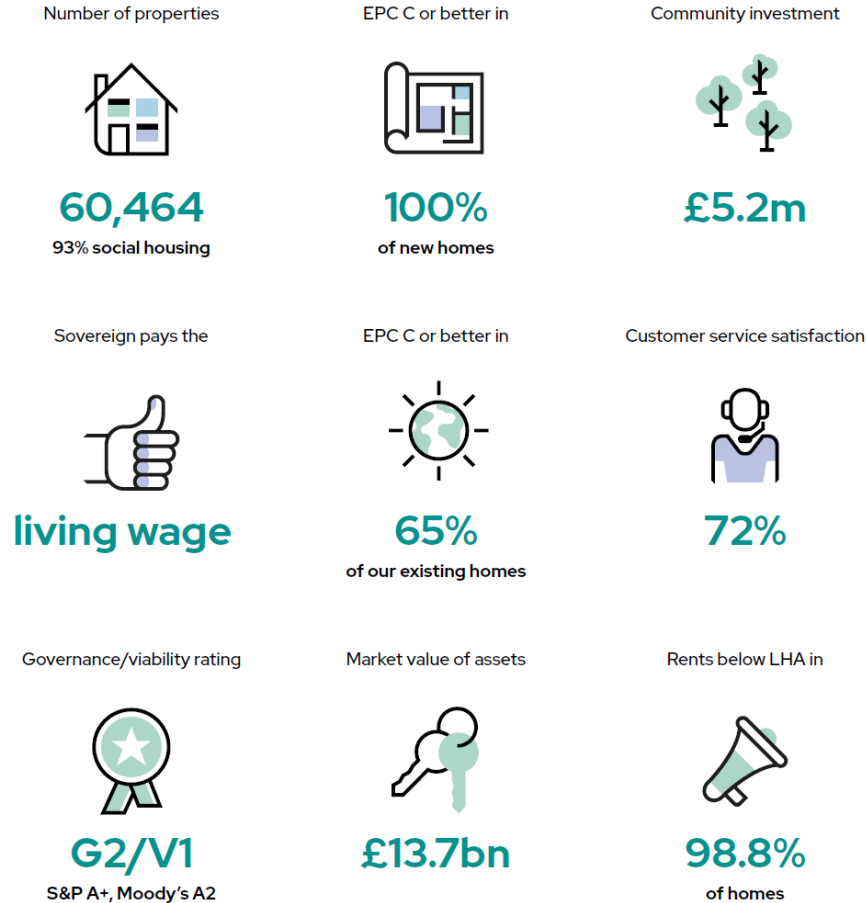 Number of properties
EPC C or better in
Community investment
60,464
100%
£5.2m
93% social housing
of new homes
Sovereign pays the
EPC C or better in
Customer service satisfaction
living wage
65%
72%
of our existing homes
Governance/viability rating
Market value of assets
Rents below LHA in
G2/V1
£13.7bn
98.8%
S&P A+, Moody's A2
of homes